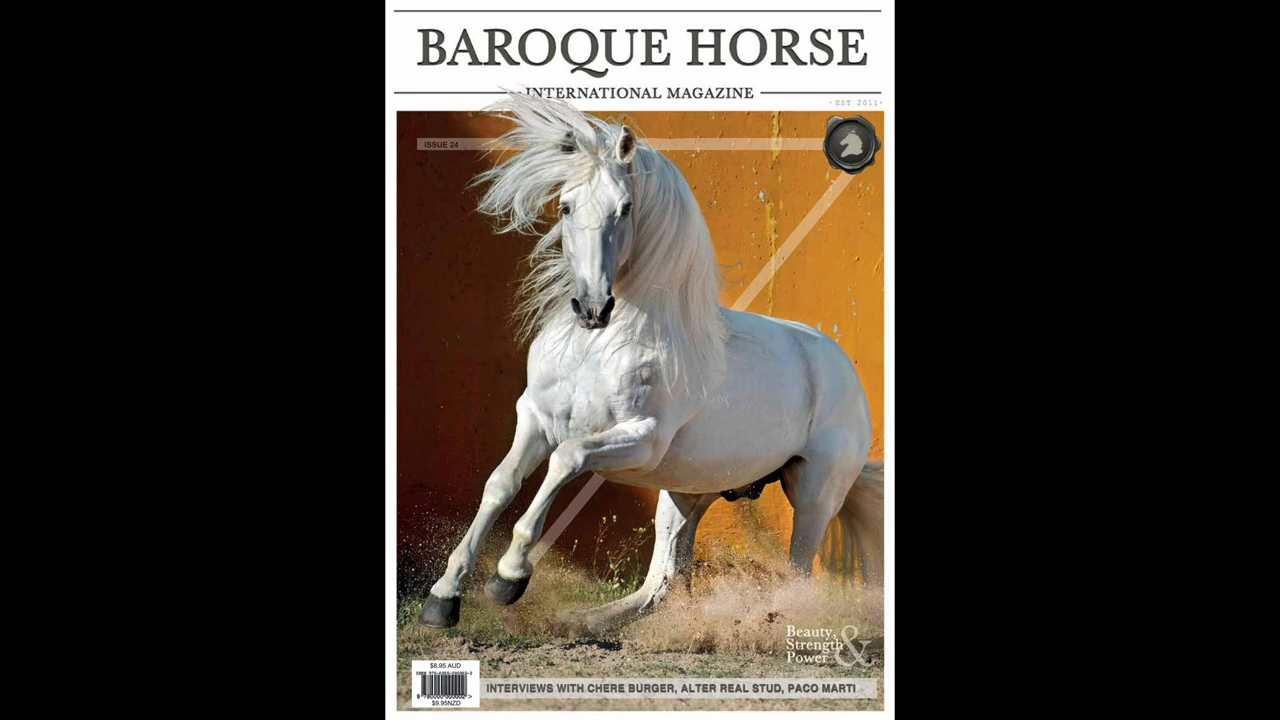 BAROQUE HORSE
INTERNATIONAL MAGAZINE
·EST 2011·
ISSUE 24
Beauty,
Strength &
Power
$8.95 AUD
$9.95NZD
INTERVIEWS WITH CHERE BURGER, ALTER REAL STUD, PACO MARTI